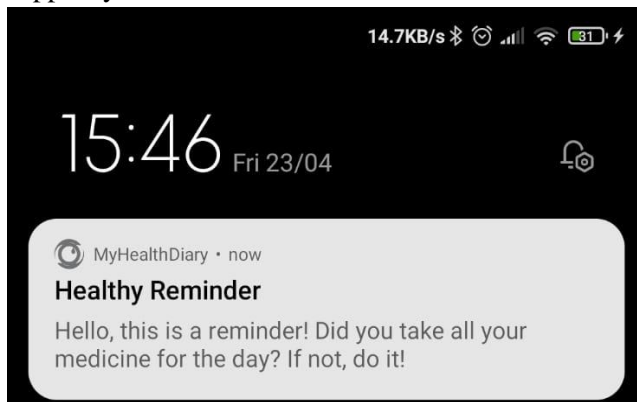 14.7KB/s 31
15:46 Fri 23/04
MyHealthDiary • now
Healthy Reminder
Hello, this is a reminder! Did you take all your
medicine for the day? If not, do it!